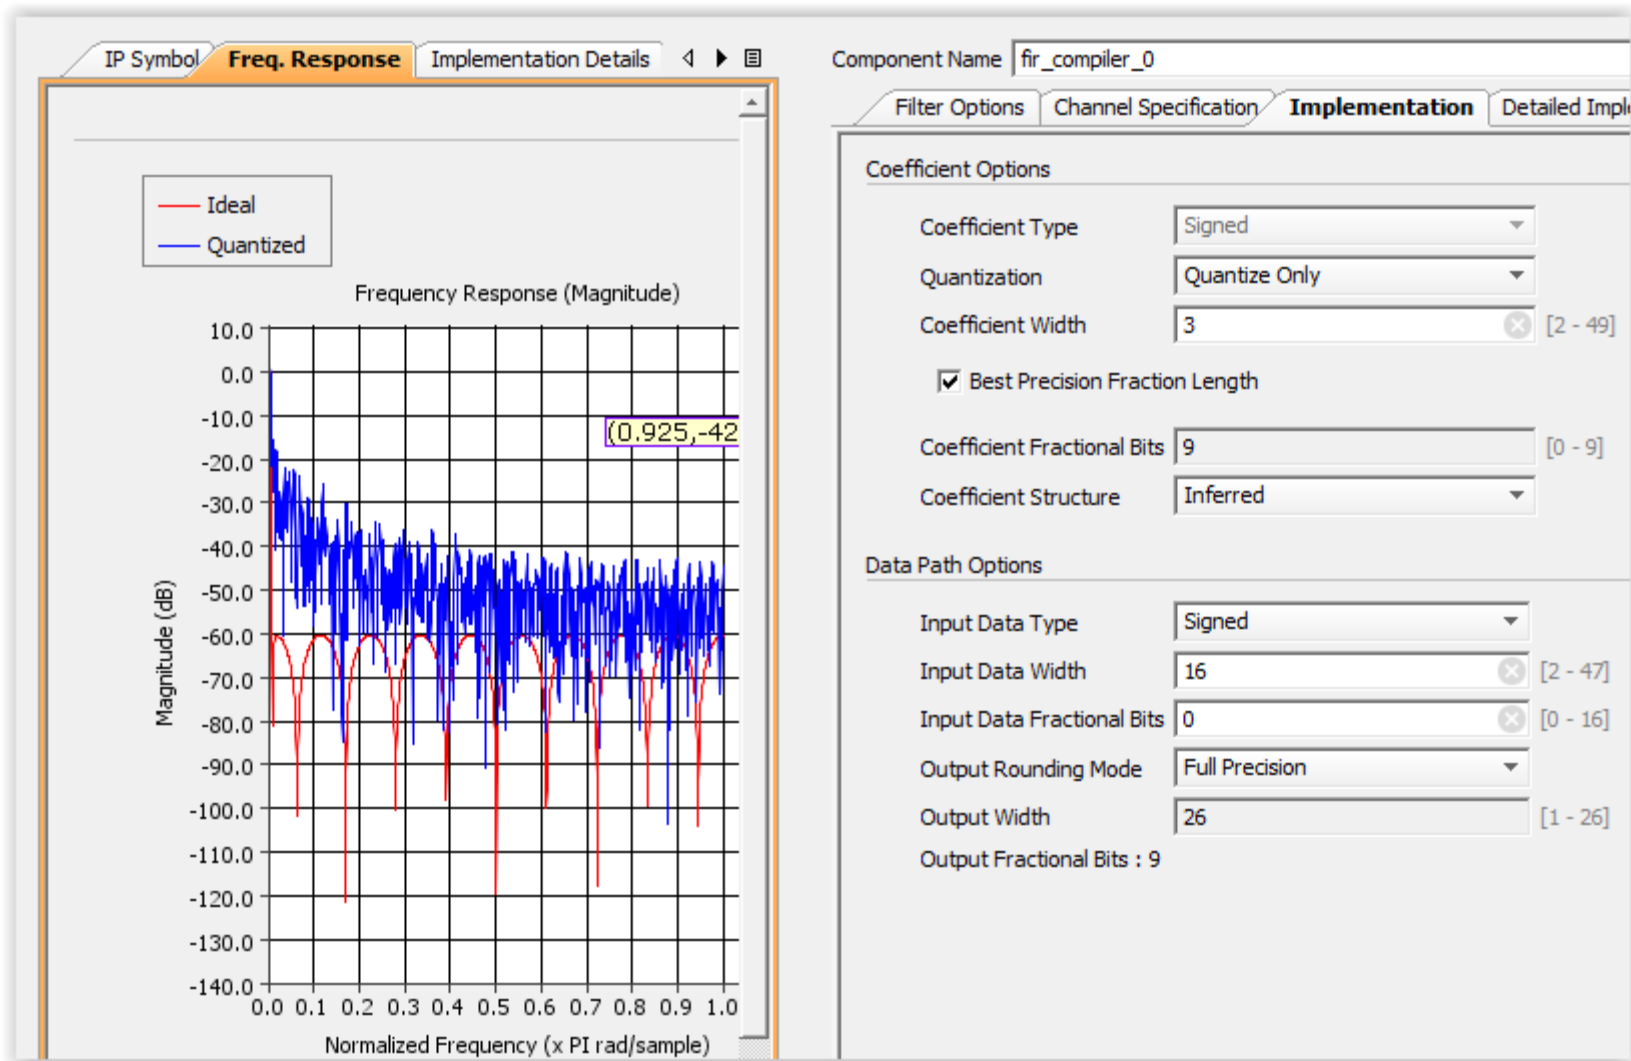 IP Symbol Freq. Response Implementation Details
Ideal
Quantized
Frequency Response (Magnitude)
10.0
0.0
-10.0
-20.0
-30.0
-40.0
-50.0
-60.0
-70.0
-80.0
-90.0
-100.0
-110.0
-120.0
-130.0
-140.0
Magnitude (dB)
(0.925,-42
0.0 0.1 0.2 0.3 0.4 0.5 0.6 0.7 0.8 0.9 1.0
Normalized Frequency (x PI rad/sample)
Component Name fir_compiler_0
Filter Options Channel Specification Implementation Detailed Imple
Coefficient Options
Coefficient Type Signed
Quantization Quantize Only
Coefficient Width 3 [2 - 49]
Best Precision Fraction Length
Coefficient Fractional Bits 9 [0 - 9]
Coefficient Structure Inferred
Data Path Options
Input Data Type Signed
Input Data Width 16 [2 - 47]
Input Data Fractional Bits 0 [0 - 16]
Output Rounding Mode Full Precision
Output Width 26 [1 - 26]
Output Fractional Bits : 9